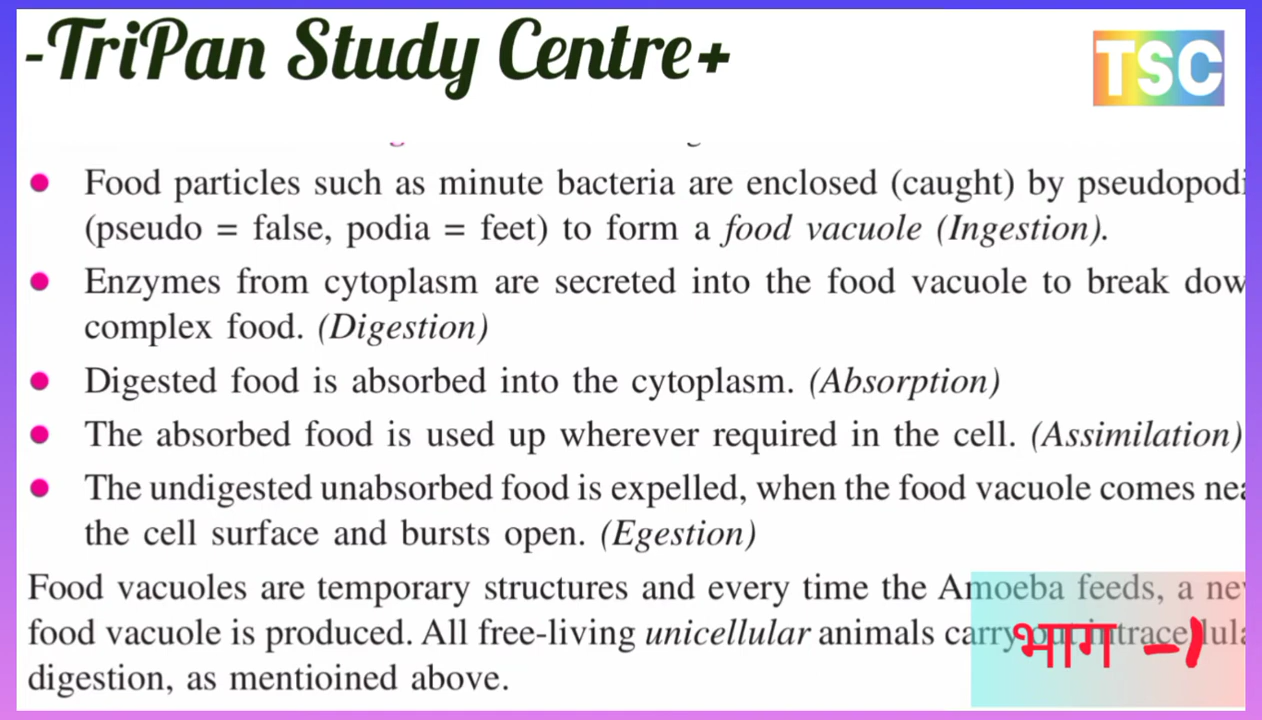 -TriPan Study Centre+
TSC
Food particles such as minute bacteria are enclosed (caught) by pseudopodi
(pseudo = false, podia = feet) to form a food vacuole (Ingestion).
Enzymes from cytoplasm are secreted into the food vacuole to break dow
complex food. (Digestion)
Digested food is absorbed into the cytoplasm. (Absorption)
The absorbed food is used up wherever required in the cell. (Assimilation)
The undigested unabsorbed food is expelled, when the food vacuole comes nea
the cell surface and bursts open. (Egestion)
Food vacuoles are temporary structures and every time the Amoeba feeds, a ne
food vacuole is produced. All free-living unicellular animals carry out intracellula
digestion, as mentioined above.
भाग -1